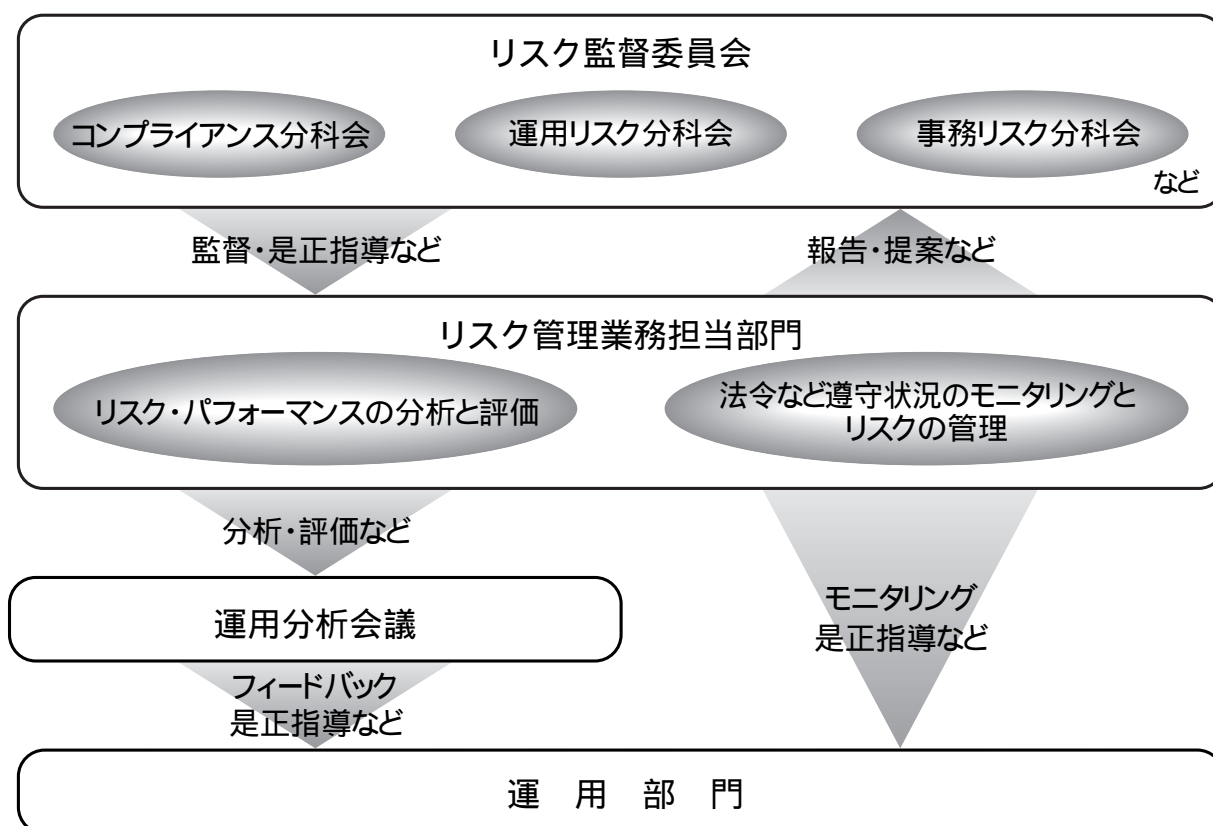 リスク監督委員会
コンプライアンス分科会
運用リスク分科会
事務リスク分科会
など
監督・是正指導など
報告・提案など
リスク管理業務担当部門
リスク・パフォーマンスの分析と評価
法令など遵守状況のモニタリングと
リスクの管理
分析・評価など
運用分析会議
モニタリング
是正指導など
フィードバック
是正指導など
運 用 部 門